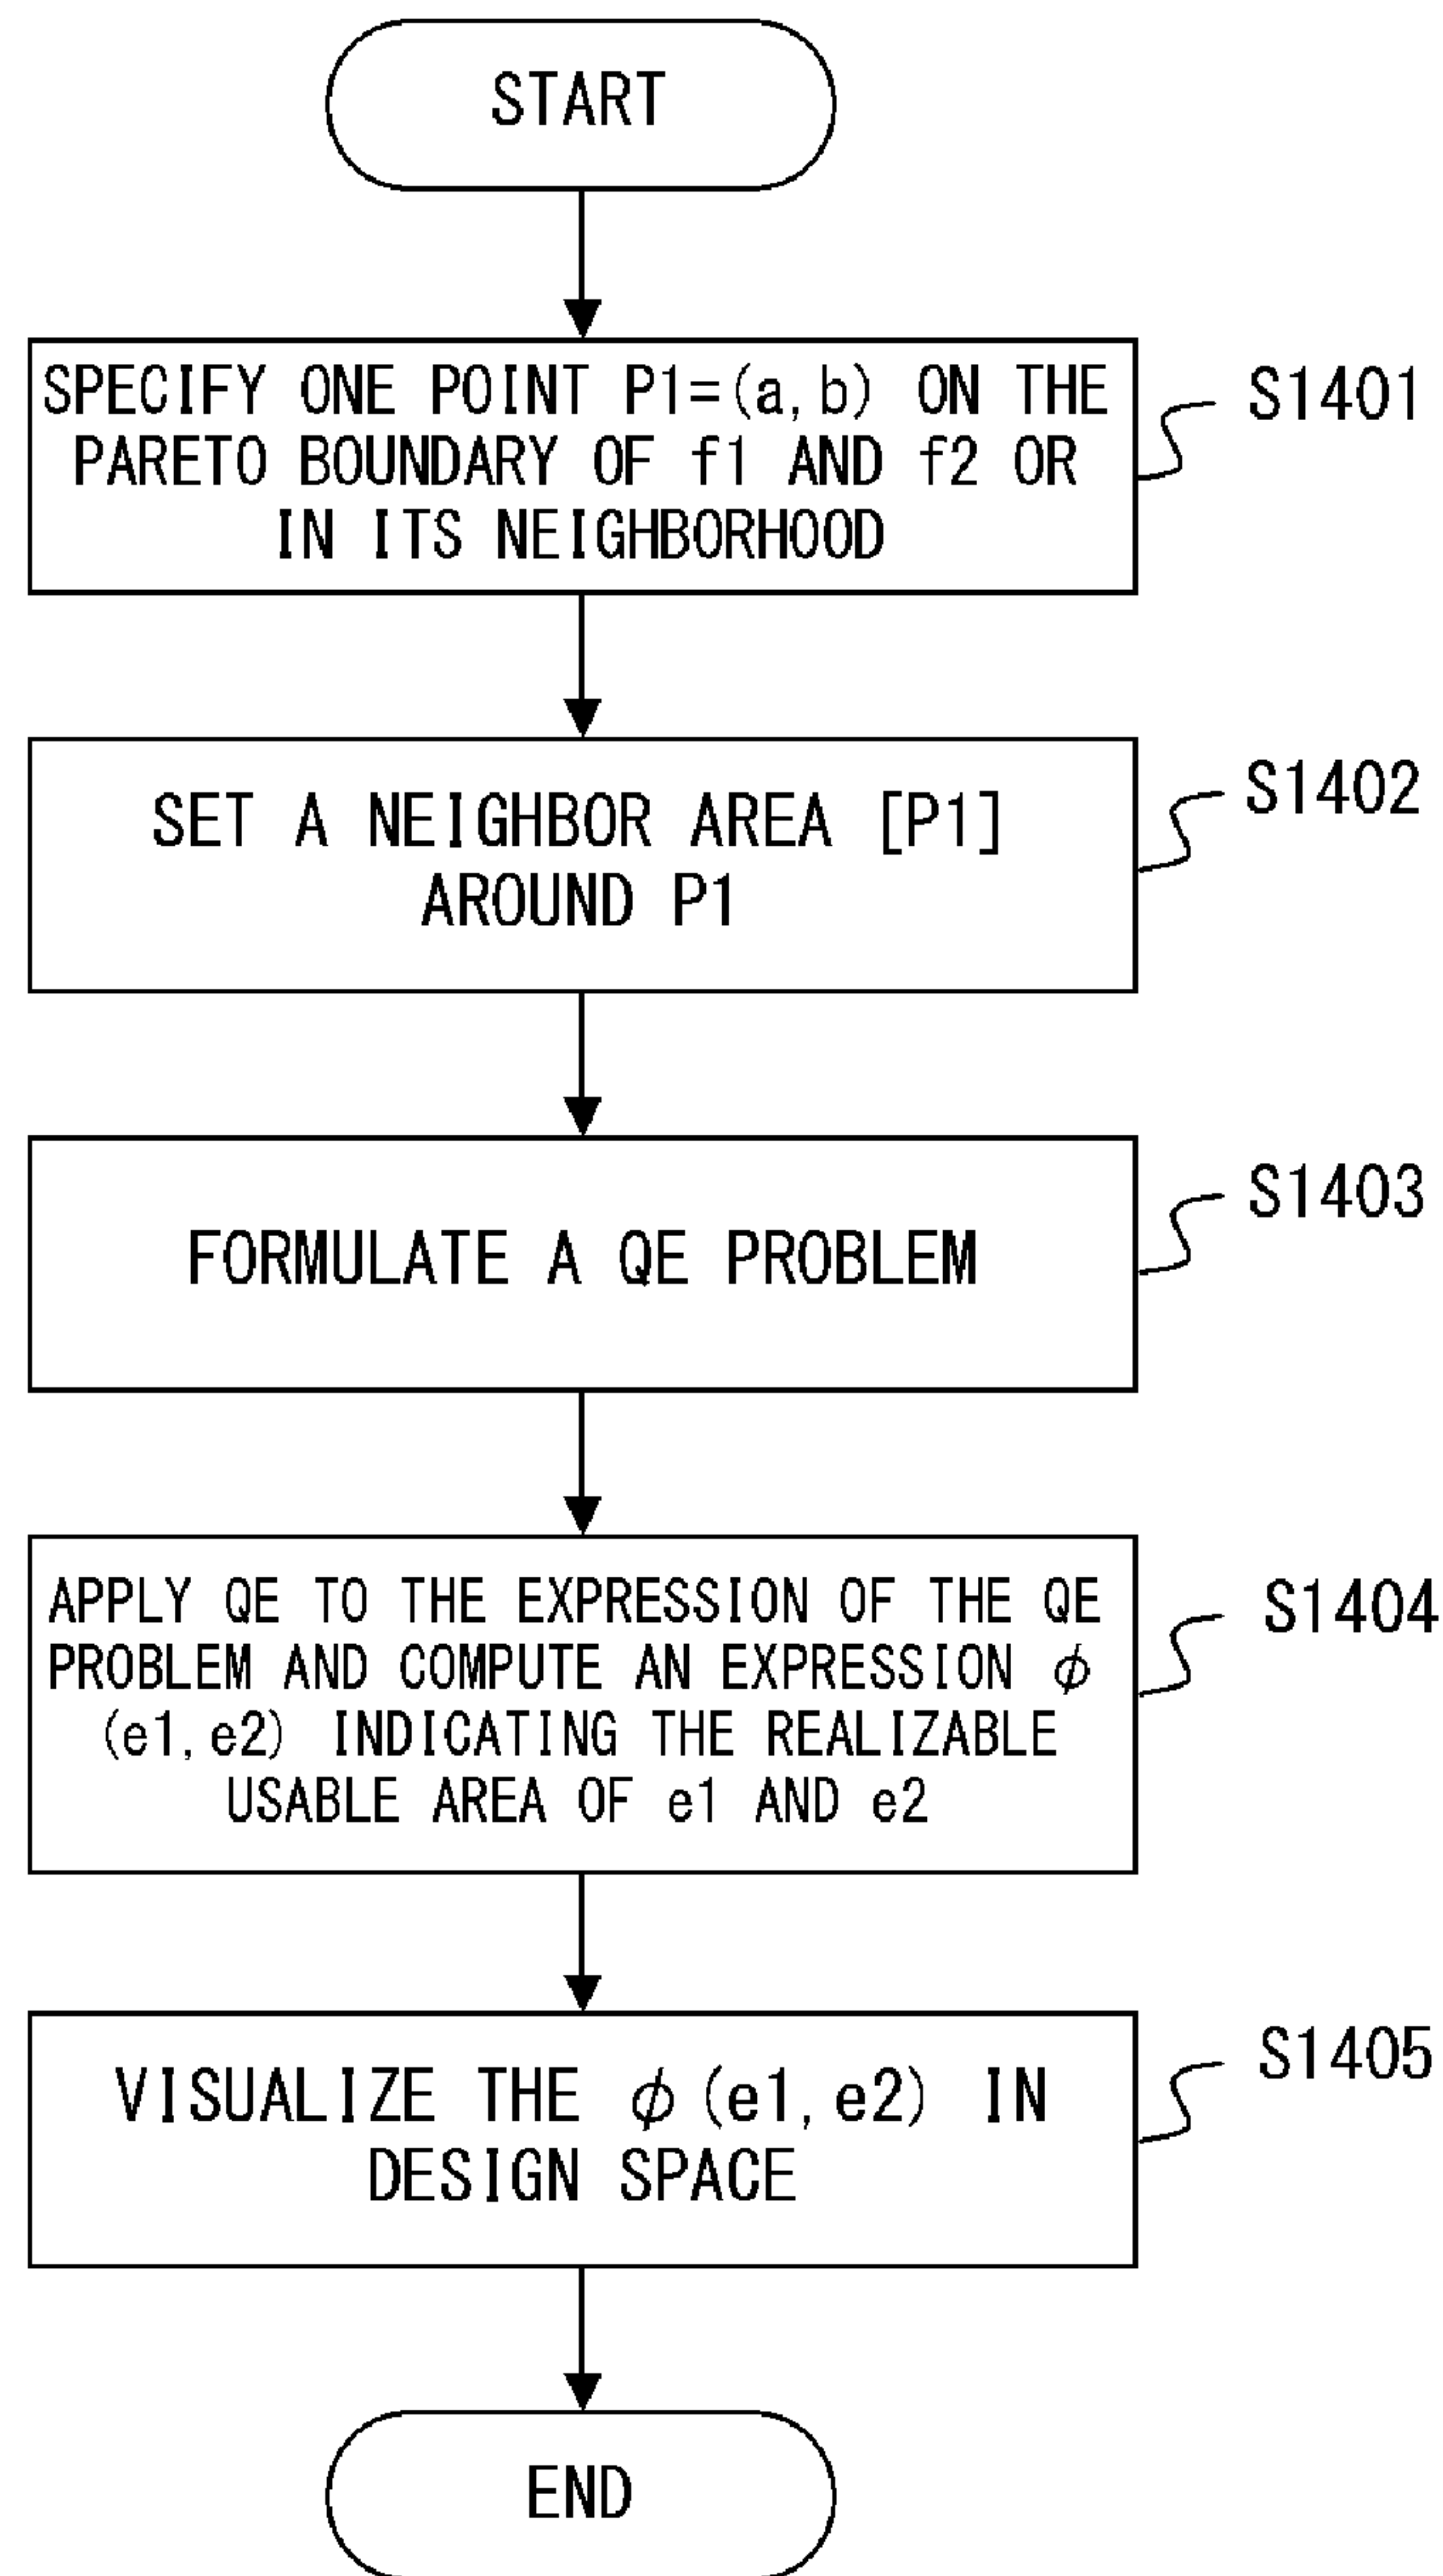 START
SPECIFY ONE POINT P1=(a, b) ON THE
PARETO BOUNDARY OF f1 AND f2 OR
IN ITS NEIGHBORHOOD
S1401
SET A NEIGHBOR AREA [P1]
AROUND P1
S1402
FORMULATE A QE PROBLEM
S1403
APPLY QE TO THE EXPRESSION OF THE QE
PROBLEM AND COMPUTE AN EXPRESSION ϕ
(e1, e2) INDICATING THE REALIZABLE
USABLE AREA OF e1 AND e2
S1404
VISUALIZE THE ϕ (e1, e2) IN
DESIGN SPACE
S1405
END